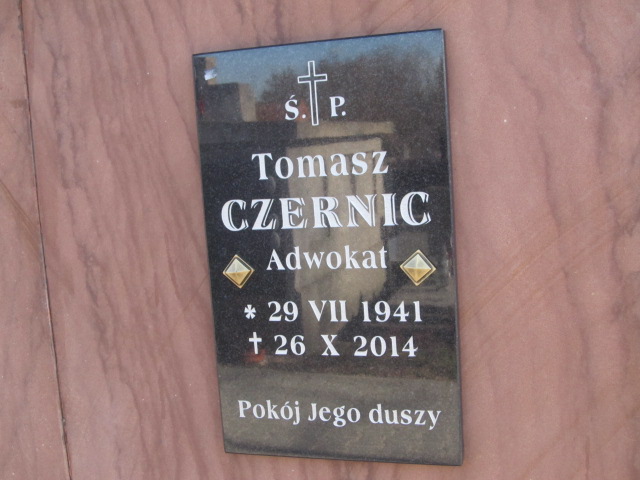 Ś. P.
Tomasz
CZERNIC
Adwokat
* 29 VII 1941
† 26 X 2014
Pokój Jego duszy